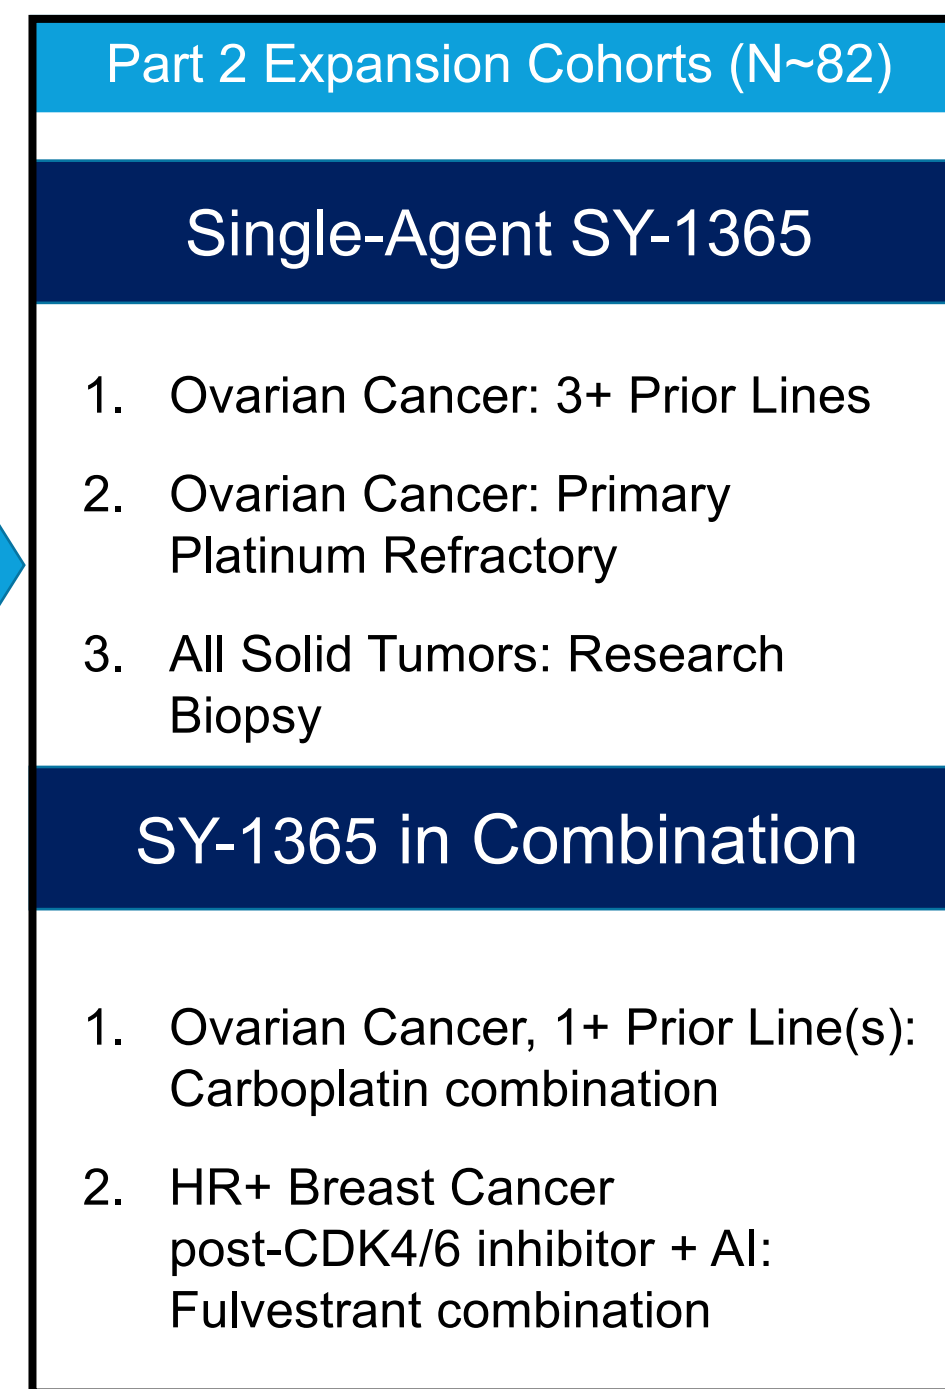 Part 2 Expansion Cohorts (N~82)
Single-Agent SY-1365
1. Ovarian Cancer: 3+ Prior Lines
2. Ovarian Cancer: Primary
Platinum Refractory
3. All Solid Tumors: Research
Biopsy
SY-1365 in Combination
1. Ovarian Cancer, 1+ Prior Line(s):
Carboplatin combination
2. HR+ Breast Cancer
post-CDK4/6 inhibitor + AI:
Fulvestrant combination